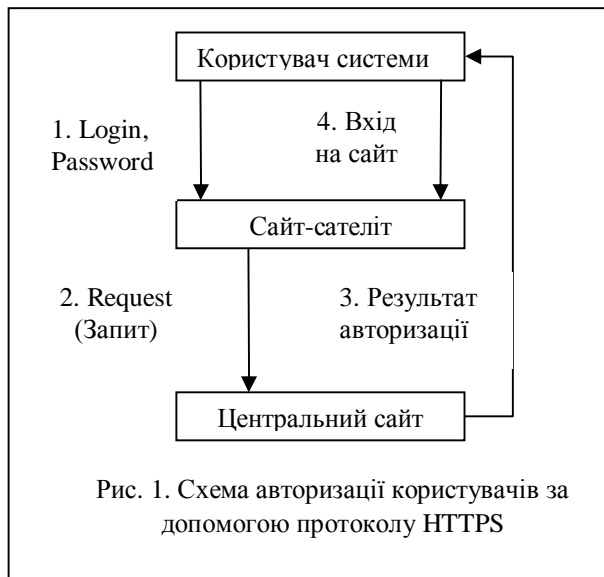 Користувач системи
1. Login,
Password
4. Вхід
на сайт
Сайт-сателіт
2. Request
(Запит)
3. Результат
авторизації
Центральний сайт
Рис. 1. Схема авторизації користувачів за
допомогою протоколу HTTPS